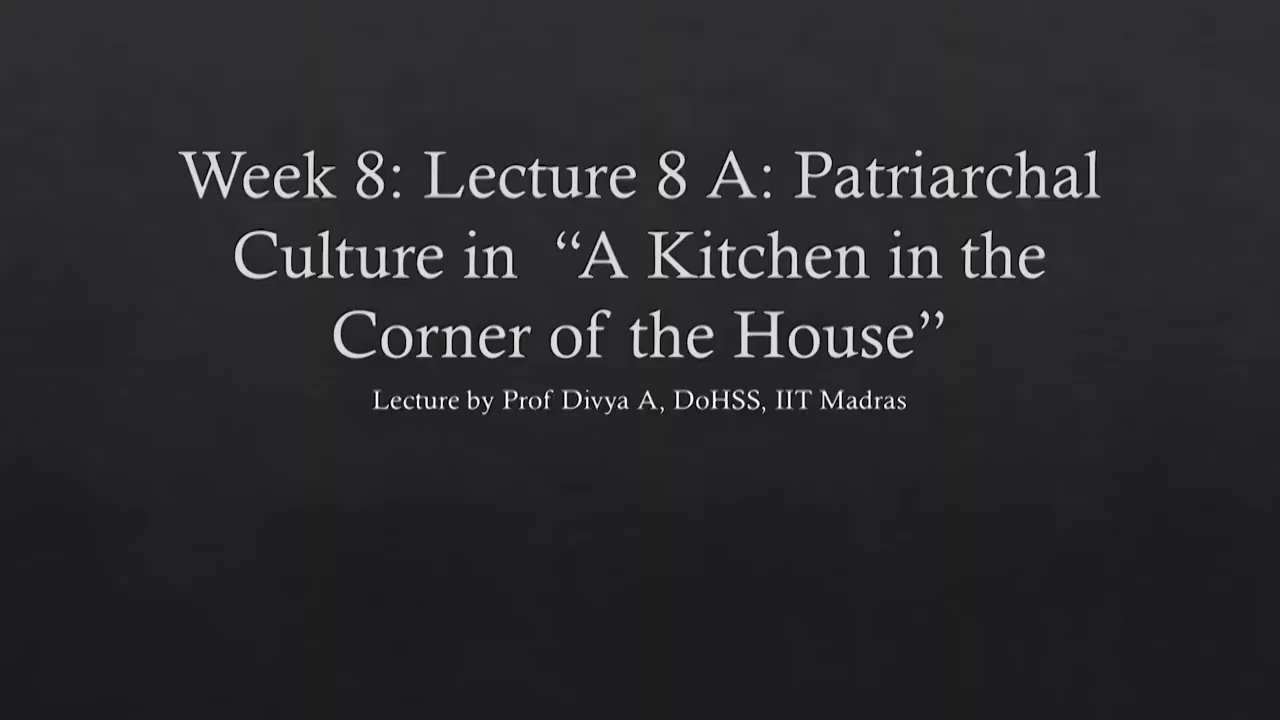 Week 8: Lecture 8 A: Patriarchal
Culture in “A Kitchen in the
Corner of the House”
Lecture by Prof Divya A, DoHSS, IIT Madras